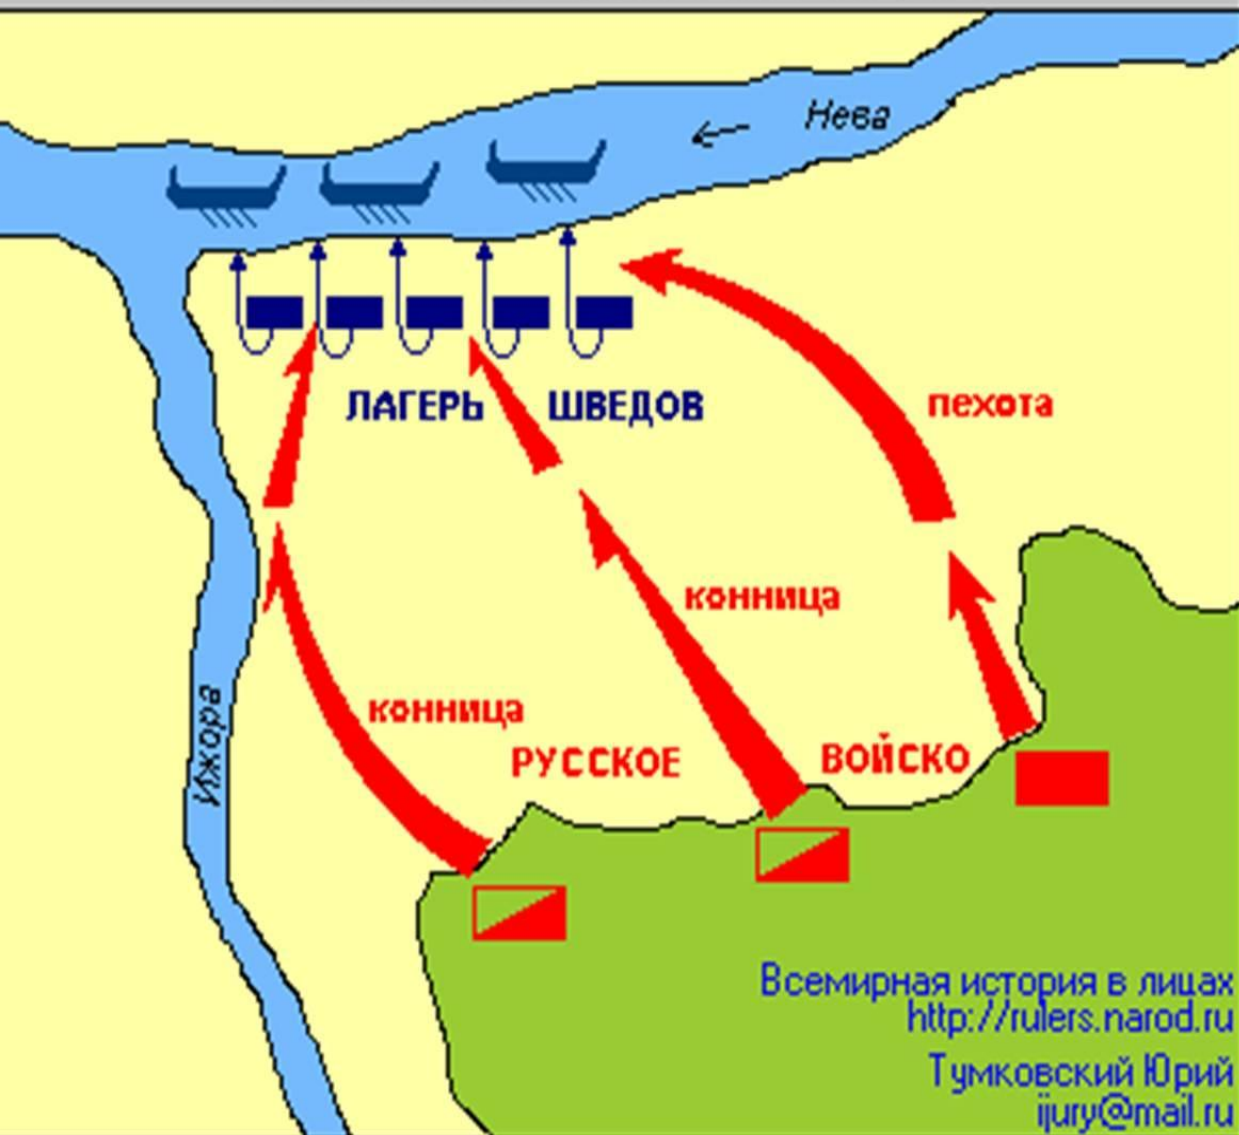 Нева
ЛАГЕРЬ ШВЕДОВ
пехота
конница
Ижора
конница
РУССКОЕ ВОЙСКО
Всемирная история в лицах
http://rulers.narod.ru
Тумковский Юрий
ijury@mail.ru